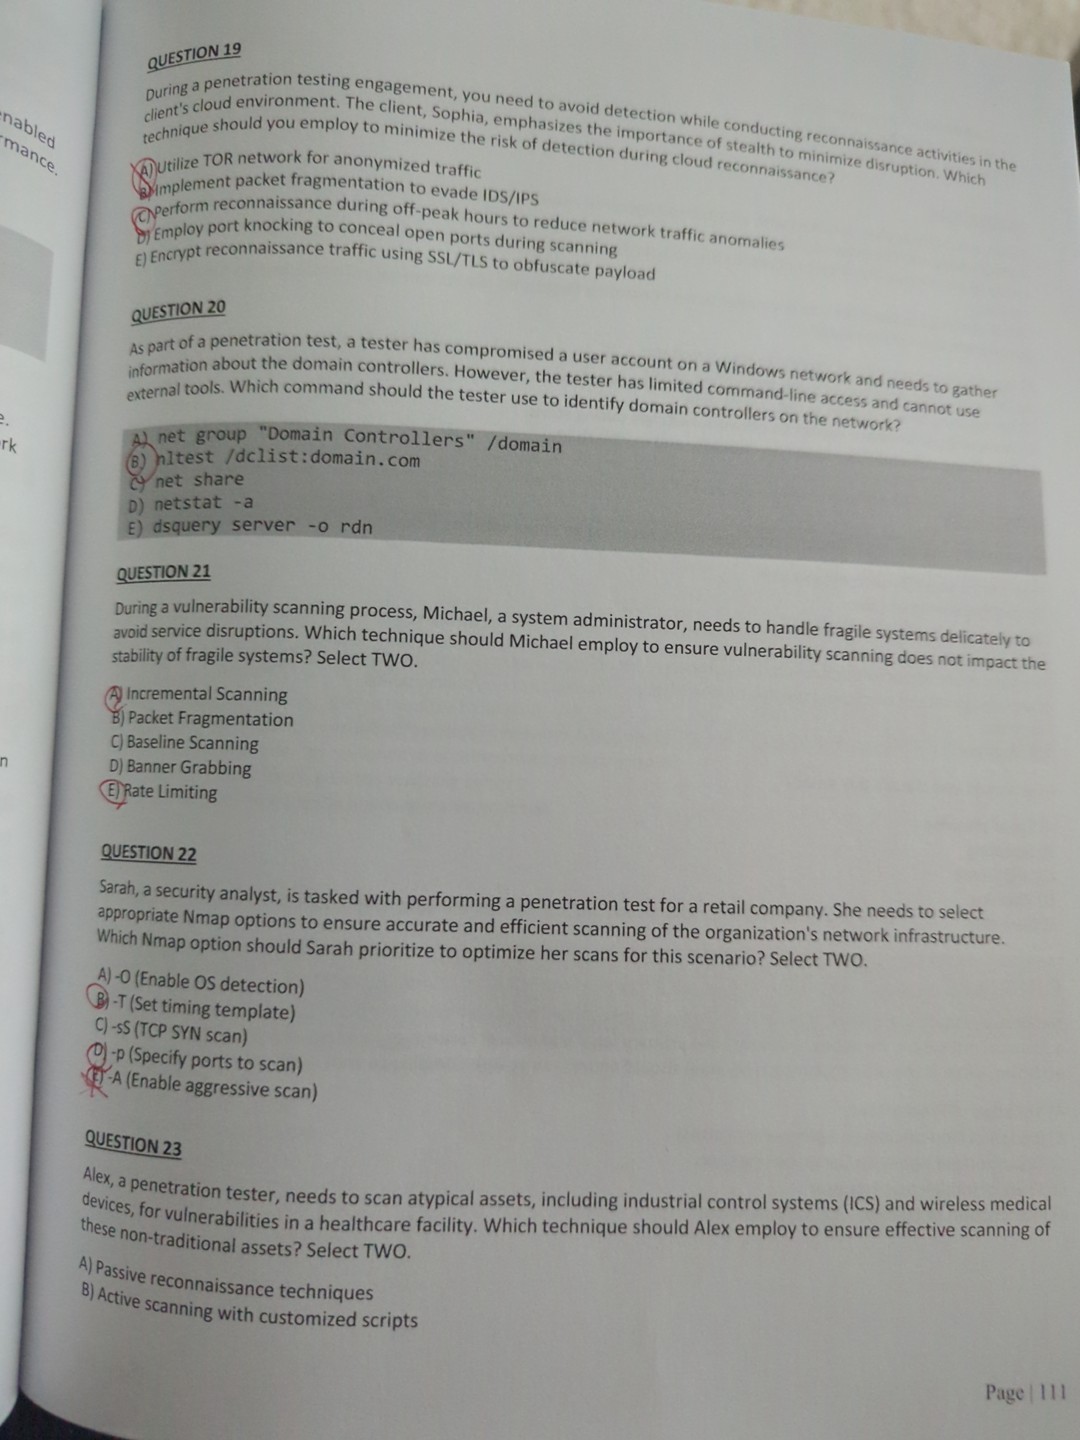 nabled
mance.
e.
rk
n
QUESTION 19
During a penetration testing engagement, you need to avoid detection while conducting reconnaissance activities in the
client's cloud environment. The client, Sophia, emphasizes the importance of stealth to minimize disruption. Which
technique should you employ to minimize the risk of detection during cloud reconnaissance?
A) Utilize TOR network for anonymized traffic
B) Implement packet fragmentation to evade IDS/IPS
C) Perform reconnaissance during off-peak hours to reduce network traffic anomalies
D) Employ port knocking to conceal open ports during scanning
E) Encrypt reconnaissance traffic using SSL/TLS to obfuscate payload
QUESTION 20
As part of a penetration test, a tester has compromised a user account on a Windows network and needs to gather
information about the domain controllers. However, the tester has limited command-line access and cannot use
external tools. Which command should the tester use to identify domain controllers on the network?
A) net group "Domain Controllers" /domain
B) nltest /dclist:domain.com
C) net share
D) netstat -a
E) dsquery server -o rdn
QUESTION 21
During a vulnerability scanning process, Michael, a system administrator, needs to handle fragile systems delicately to
avoid service disruptions. Which technique should Michael employ to ensure vulnerability scanning does not impact the
stability of fragile systems? Select TWO.
A) Incremental Scanning
B) Packet Fragmentation
C) Baseline Scanning
D) Banner Grabbing
E) Rate Limiting
QUESTION 22
Sarah, a security analyst, is tasked with performing a penetration test for a retail company. She needs to select
appropriate Nmap options to ensure accurate and efficient scanning of the organization's network infrastructure.
Which Nmap option should Sarah prioritize to optimize her scans for this scenario? Select TWO.
A) -O (Enable OS detection)
B) -T (Set timing template)
C) -sS (TCP SYN scan)
D) -p (Specify ports to scan)
E) -A (Enable aggressive scan)
QUESTION 23
Alex, a penetration tester, needs to scan atypical assets, including industrial control systems (ICS) and wireless medical
devices, for vulnerabilities in a healthcare facility. Which technique should Alex employ to ensure effective scanning of
these non-traditional assets? Select TWO.
A) Passive reconnaissance techniques
B) Active scanning with customized scripts
Page | 111